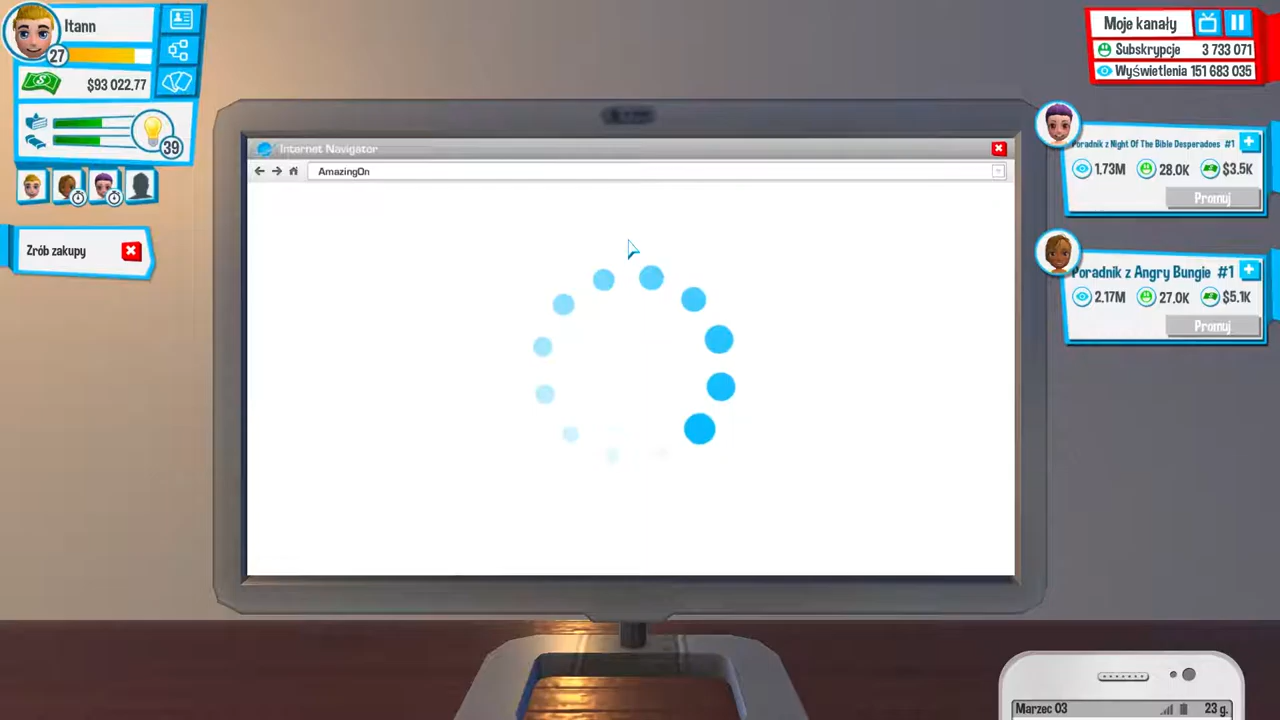 Itann
27
$93 022.77
39
Zrób zakupy
Internet Navigator
AmazingOn
Moje kanały
Subskrypcje 3 733 071
Wyświetlenia 151 683 035
Poradnik z Night Of The Bible Desperadoes #1
1.73M 28.0K $3.5K
Promuj
Poradnik z Angry Bungie #1
2.17M 27.0K $5.1K
Promuj
Marzec 03 23 g.